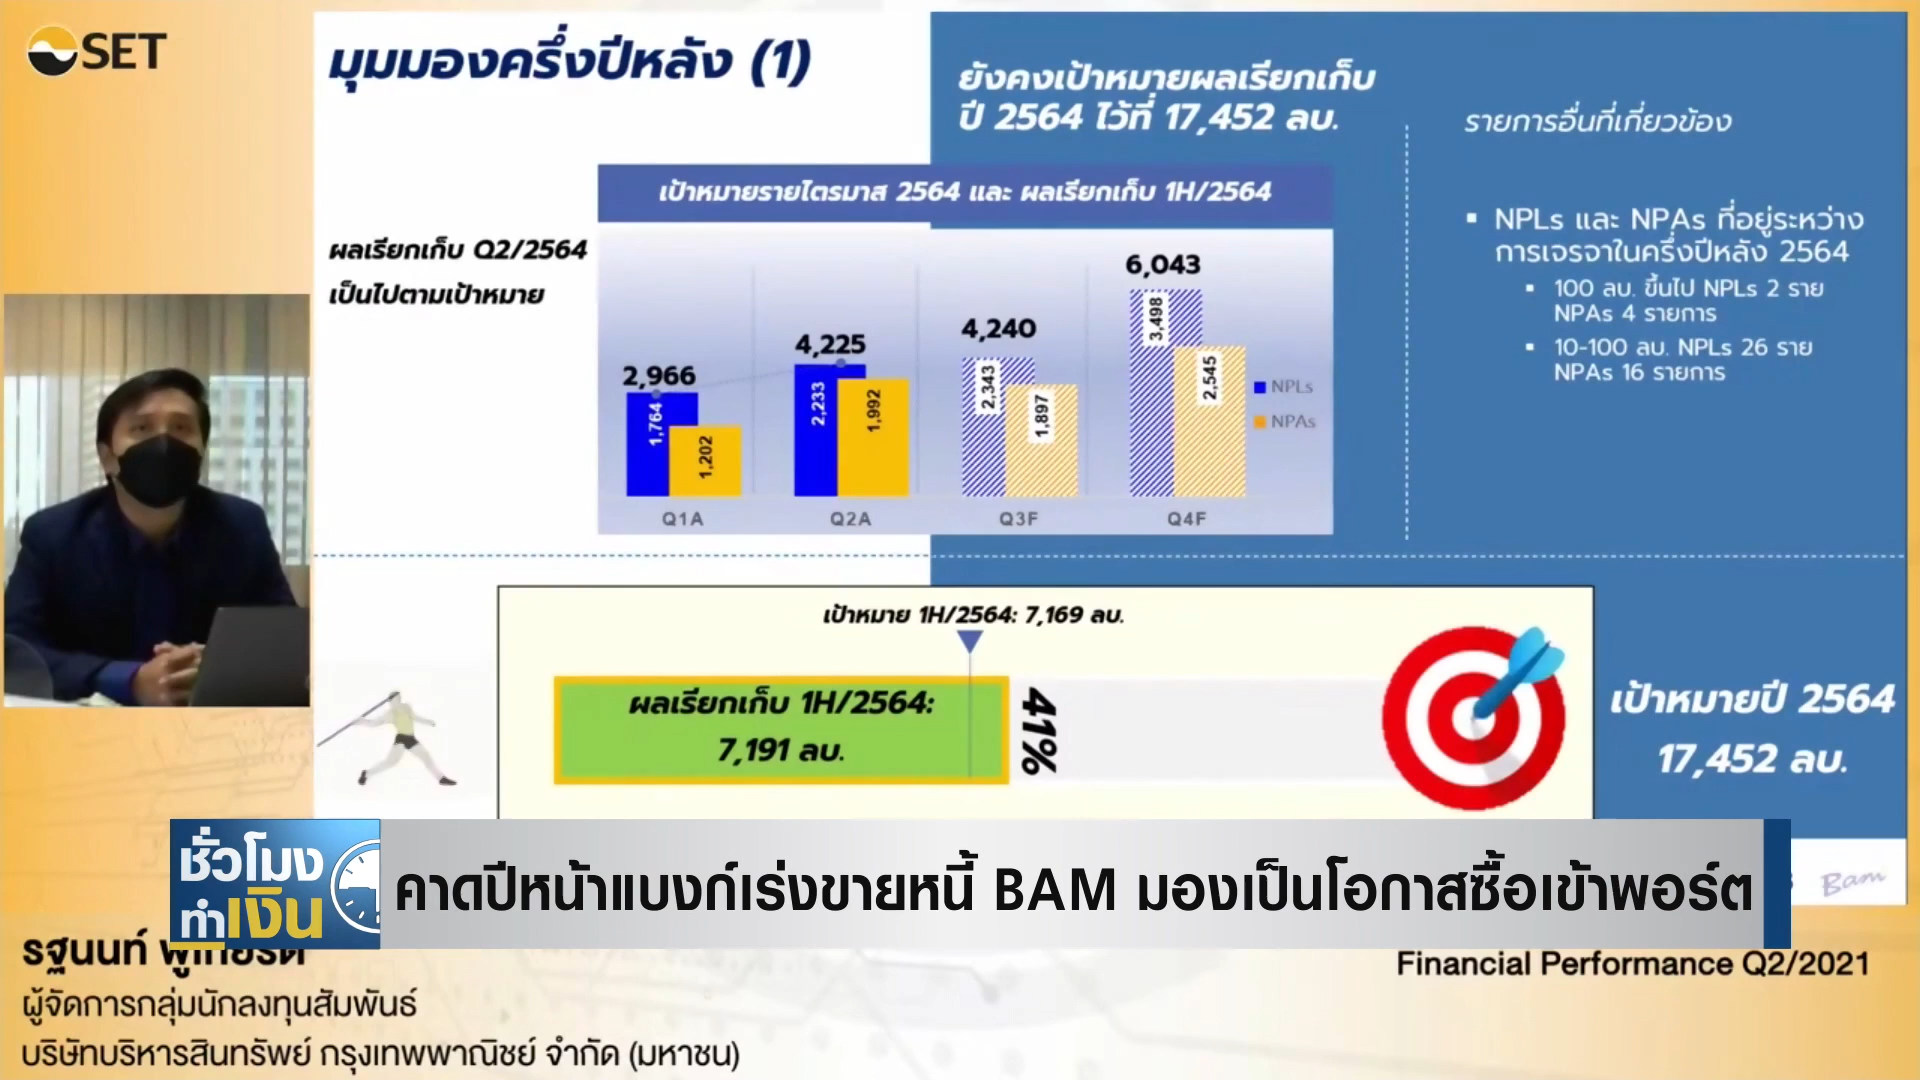 SET
มุมมองครึ่งปีหลัง (1)
ยังคงเป้าหมายผลเรียกเก็บ
ปี 2564 ไว้ที่ 17,452 ลบ.
รายการอื่นที่เกี่ยวข้อง
เป้าหมายรายไตรมาส 2564 และ ผลเรียกเก็บ 1H/2564
ผลเรียกเก็บ Q2/2564
เป็นไปตามเป้าหมาย
2,966
4,225
4,240
6,043
1,764
1,202
2,233
1,992
2,343
1,897
3,498
2,545
NPLs
NPAs
Q1A
Q2A
Q3F
Q4F
▪ NPLs และ NPAs ที่อยู่ระหว่าง
การเจรจาในครึ่งปีหลัง 2564
▪ 100 ลบ. ขึ้นไป NPLs 2 ราย
NPAs 4 รายการ
▪ 10-100 ลบ. NPLs 26 ราย
NPAs 16 รายการ
เป้าหมาย 1H/2564: 7,169 ลบ.
ผลเรียกเก็บ 1H/2564:
7,191 ลบ.
41%
เป้าหมายปี 2564
17,452 ลบ.
ชั่วโมง
ทำเงิน
คาดปีหน้าแบงก์เร่งขายหนี้ BAM มองเป็นโอกาสซื้อเข้าพอร์ต
Bam
รฐนนท์
Financial Performance Q2/2021
ผู้จัดการกลุ่มนักลงทุนสัมพันธ์
บริษัทบริหารสินทรัพย์ กรุงเทพพาณิชย์ จำกัด (มหาชน)